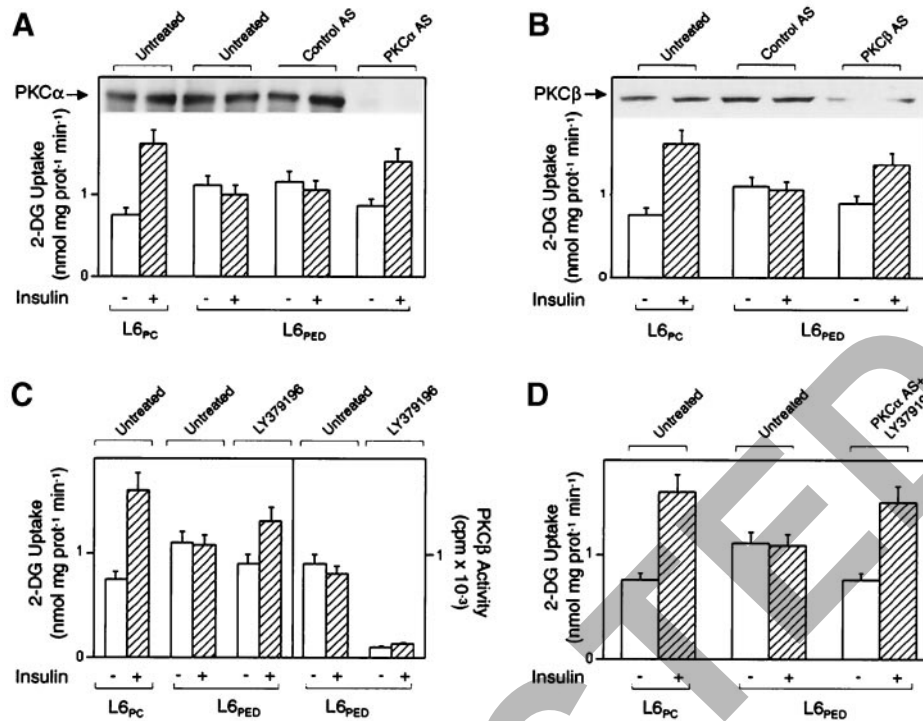 A
Untreated
Untreated
Control AS
PKCα AS
PKCα
2-DG Uptake
(nmol mg prot⁻¹ min⁻¹)
1
0
Insulin - + - + - + - +
L6PC L6PED
B
Untreated
Control AS
PKCβ AS
PKCβ
2-DG Uptake
(nmol mg prot⁻¹ min⁻¹)
1
0
Insulin - + - + - +
L6PC L6PED
C
Untreated
Untreated
LY379196
Untreated
LY379196
2-DG Uptake
(nmol mg prot⁻¹ min⁻¹)
1
0
PKCβ Activity
(cpm x 10⁻³)
1
Insulin - + - + - + - + - +
L6PC L6PED L6PED
D
Untreated
Untreated
PKCα AS+
2-DG Uptake
(nmol mg prot⁻¹ min⁻¹)
1
0
Insulin - + - + - +
L6PC L6PED